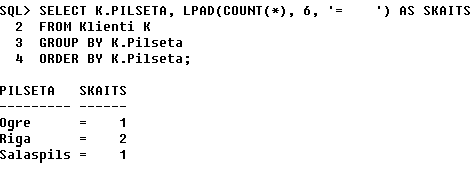 SQL> SELECT K.PILSETA, LPAD(COUNT(*), 6, '=    ') AS SKAITS
  2  FROM Klienti K
  3  GROUP BY K.Pilseta
  4  ORDER BY K.Pilseta;

PILSETA   SKAITS
--------- ------
Ogre      =    1
Riga      =    2
Salaspils =    1